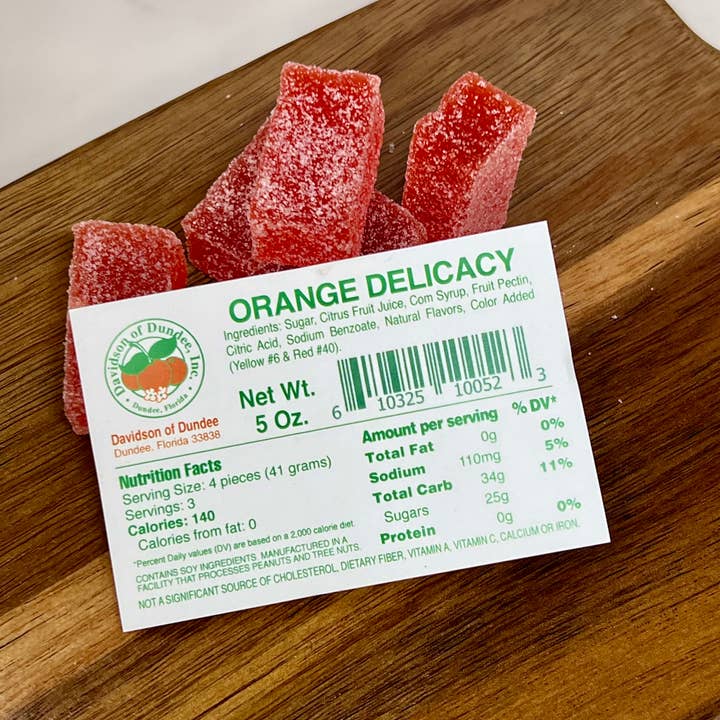 ORANGE DELICACY
Ingredients: Sugar, Citrus Fruit Juice, Corn Syrup, Fruit Pectin,
Citric Acid, Sodium Benzoate, Natural Flavors, Color Added
(Yellow #6 & Red #40).
Davidson of Dundee, Inc.
Dundee, Florida
Davidson of Dundee
Dundee, Florida 33838
Net Wt.
5 Oz.
6 10325 10052 3
Nutrition Facts
Serving Size: 4 pieces (41 grams)
Servings: 3
Calories: 140
Calories from fat: 0
*Percent Daily values (DV) are based on a 2,000 calorie diet.
Amount per serving % DV*
Total Fat 0g 0%
Sodium 110mg 5%
Total Carb 34g 11%
Sugars 25g
Protein 0g 0%
CONTAINS SOY INGREDIENTS. MANUFACTURED IN A
FACILITY THAT PROCESSES PEANUTS AND TREE NUTS.
NOT A SIGNIFICANT SOURCE OF CHOLESTEROL, DIETARY FIBER, VITAMIN A, VITAMIN C, CALCIUM OR IRON.